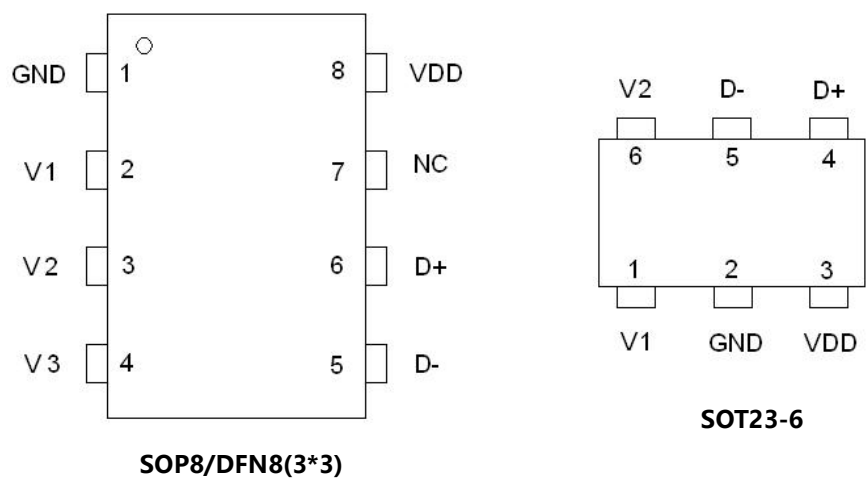 GND 1 8 VDD
V1 2 7 NC
V2 3 6 D+
V3 4 5 D-
SOP8/DFN8(3*3)
V2 D- D+
6 5 4
1 2 3
V1 GND VDD
SOT23-6